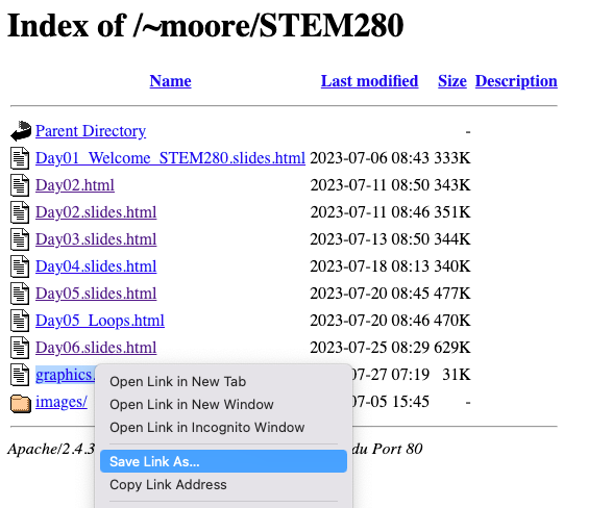 Index of /~moore/STEM280
Name Last modified Size Description
Parent Directory -
Day01_Welcome_STEM280.slides.html 2023-07-06 08:43 333K
Day02.html 2023-07-11 08:50 343K
Day02.slides.html 2023-07-11 08:46 351K
Day03.slides.html 2023-07-13 08:50 344K
Day04.slides.html 2023-07-18 08:13 340K
Day05.slides.html 2023-07-20 08:45 477K
Day05_Loops.html 2023-07-20 08:46 470K
Day06.slides.html 2023-07-25 08:29 629K
graphics. 07-27 07:19 31K
images/ 07-05 15:45 -
Apache/2.4.3 du Port 80
Open Link in New Tab
Open Link in New Window
Open Link in Incognito Window
Save Link As...
Copy Link Address